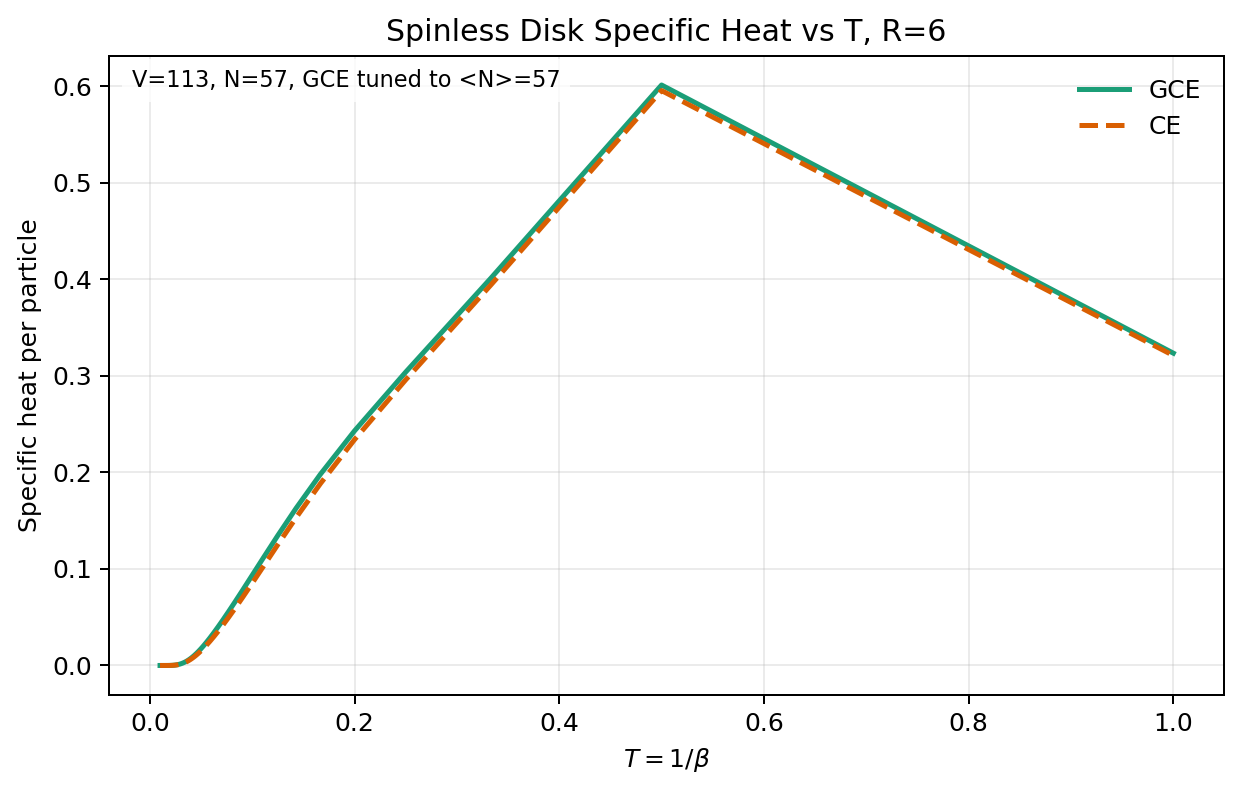 Spinless Disk Specific Heat vs T, R=6
V=113, N=57, GCE tuned to <N>=57
GCE
CE
Specific heat per particle
0.6
0.5
0.4
0.3
0.2
0.1
0.0
0.0 0.2 0.4 0.6 0.8 1.0
T = 1/β